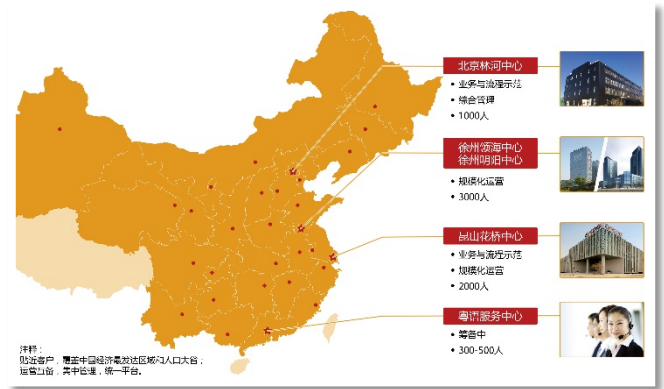 北京林河中心
• 业务与流程示范
• 综合管理
• 1000人
徐州领海中心
徐州明阳中心
• 规模化运营
• 3000人
昆山花桥中心
• 业务与流程示范
• 规模化运营
• 2000人
粤语服务中心
• 筹备中
• 300-500人
注释：
贴近客户，覆盖中国经济最发达区域和人口大省；
运营互备，集中管理，统一平台。